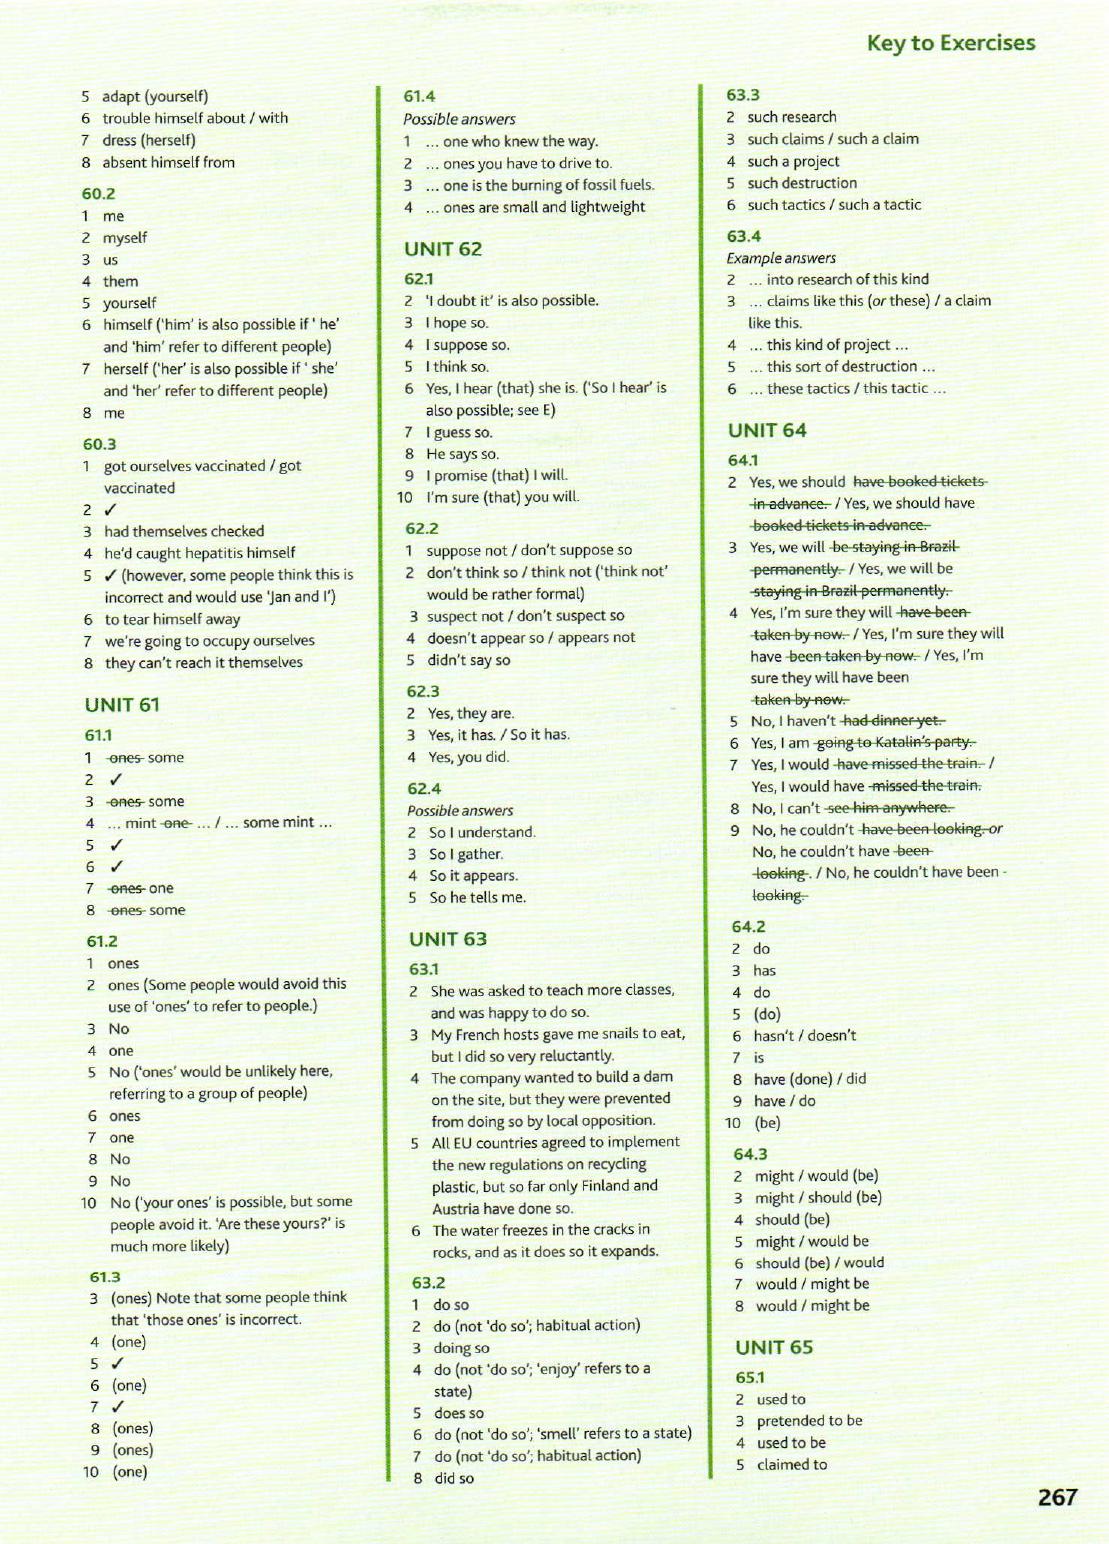 Key to Exercises
5 adapt (yourself)
6 trouble himself about / with
7 dress (herself)
8 absent himself from
60.2
1 me
2 myself
3 us
4 them
5 yourself
6 himself ('him' is also possible if ' he'
and 'him' refer to different people)
7 herself ('her' is also possible if ' she'
and 'her' refer to different people)
8 me
60.3
1 got ourselves vaccinated / got
vaccinated
2 ✓
3 had themselves checked
4 he'd caught hepatitis himself
5 ✓ (however, some people think this is
incorrect and would use 'Jan and I')
6 to tear himself away
7 we're going to occupy ourselves
8 they can't reach it themselves
UNIT 61
61.1
1 ones some
2 ✓
3 ones some
4 ... mint one ... / ... some mint ...
5 ✓
6 ✓
7 ones one
8 ones some
61.2
1 ones
2 ones (Some people would avoid this
use of 'ones' to refer to people.)
3 No
4 one
5 No ('ones' would be unlikely here,
referring to a group of people)
6 ones
7 one
8 No
9 No
10 No ('your ones' is possible, but some
people avoid it. 'Are these yours?' is
much more likely)
61.3
3 (ones) Note that some people think
that 'those ones' is incorrect.
4 (one)
5 ✓
6 (one)
7 ✓
8 (ones)
9 (ones)
10 (one)
61.4
Possible answers
1 ... one who knew the way.
2 ... ones you have to drive to.
3 ... one is the burning of fossil fuels.
4 ... ones are small and lightweight
UNIT 62
62.1
2 'I doubt it' is also possible.
3 I hope so.
4 I suppose so.
5 I think so.
6 Yes, I hear (that) she is. ('So I hear' is
also possible; see E)
7 I guess so.
8 He says so.
9 I promise (that) I will.
10 I'm sure (that) you will.
62.2
1 suppose not / don't suppose so
2 don't think so / think not ('think not'
would be rather formal)
3 suspect not / don't suspect so
4 doesn't appear so / appears not
5 didn't say so
62.3
2 Yes, they are.
3 Yes, it has. / So it has.
4 Yes, you did.
62.4
Possible answers
2 So I understand.
3 So I gather.
4 So it appears.
5 So he tells me.
UNIT 63
63.1
2 She was asked to teach more classes,
and was happy to do so.
3 My French hosts gave me snails to eat,
but I did so very reluctantly.
4 The company wanted to build a dam
on the site, but they were prevented
from doing so by local opposition.
5 All EU countries agreed to implement
the new regulations on recycling
plastic, but so far only Finland and
Austria have done so.
6 The water freezes in the cracks in
rocks, and as it does so it expands.
63.2
1 do so
2 do (not 'do so'; habitual action)
3 doing so
4 do (not 'do so'; 'enjoy' refers to a
state)
5 does so
6 do (not 'do so'; 'smell' refers to a state)
7 do (not 'do so'; habitual action)
8 did so
63.3
2 such research
3 such claims / such a claim
4 such a project
5 such destruction
6 such tactics / such a tactic
63.4
Example answers
2 ... into research of this kind
3 ... claims like this (or these) / a claim
like this.
4 ... this kind of project ...
5 ... this sort of destruction ...
6 ... these tactics / this tactic ...
UNIT 64
64.1
2 Yes, we should have booked tickets
in advance. / Yes, we should have
booked tickets in advance.
3 Yes, we will be staying in Brazil
permanently. / Yes, we will be
staying in Brazil permanently.
4 Yes, I'm sure they will have been
taken by now. / Yes, I'm sure they will
have been taken by now. / Yes, I'm
sure they will have been
taken by now.
5 No, I haven't had dinner yet.
6 Yes, I am going to Katalin's party.
7 Yes, I would have missed the train. /
Yes, I would have missed the train.
8 No, I can't see him anywhere.
9 No, he couldn't have been looking. or
No, he couldn't have been
looking. / No, he couldn't have been
looking.
64.2
2 do
3 has
4 do
5 (do)
6 hasn't / doesn't
7 is
8 have (done) / did
9 have / do
10 (be)
64.3
2 might / would (be)
3 might / should (be)
4 should (be)
5 might / would be
6 should (be) / would
7 would / might be
8 would / might be
UNIT 65
65.1
2 used to
3 pretended to be
4 used to be
5 claimed to
267